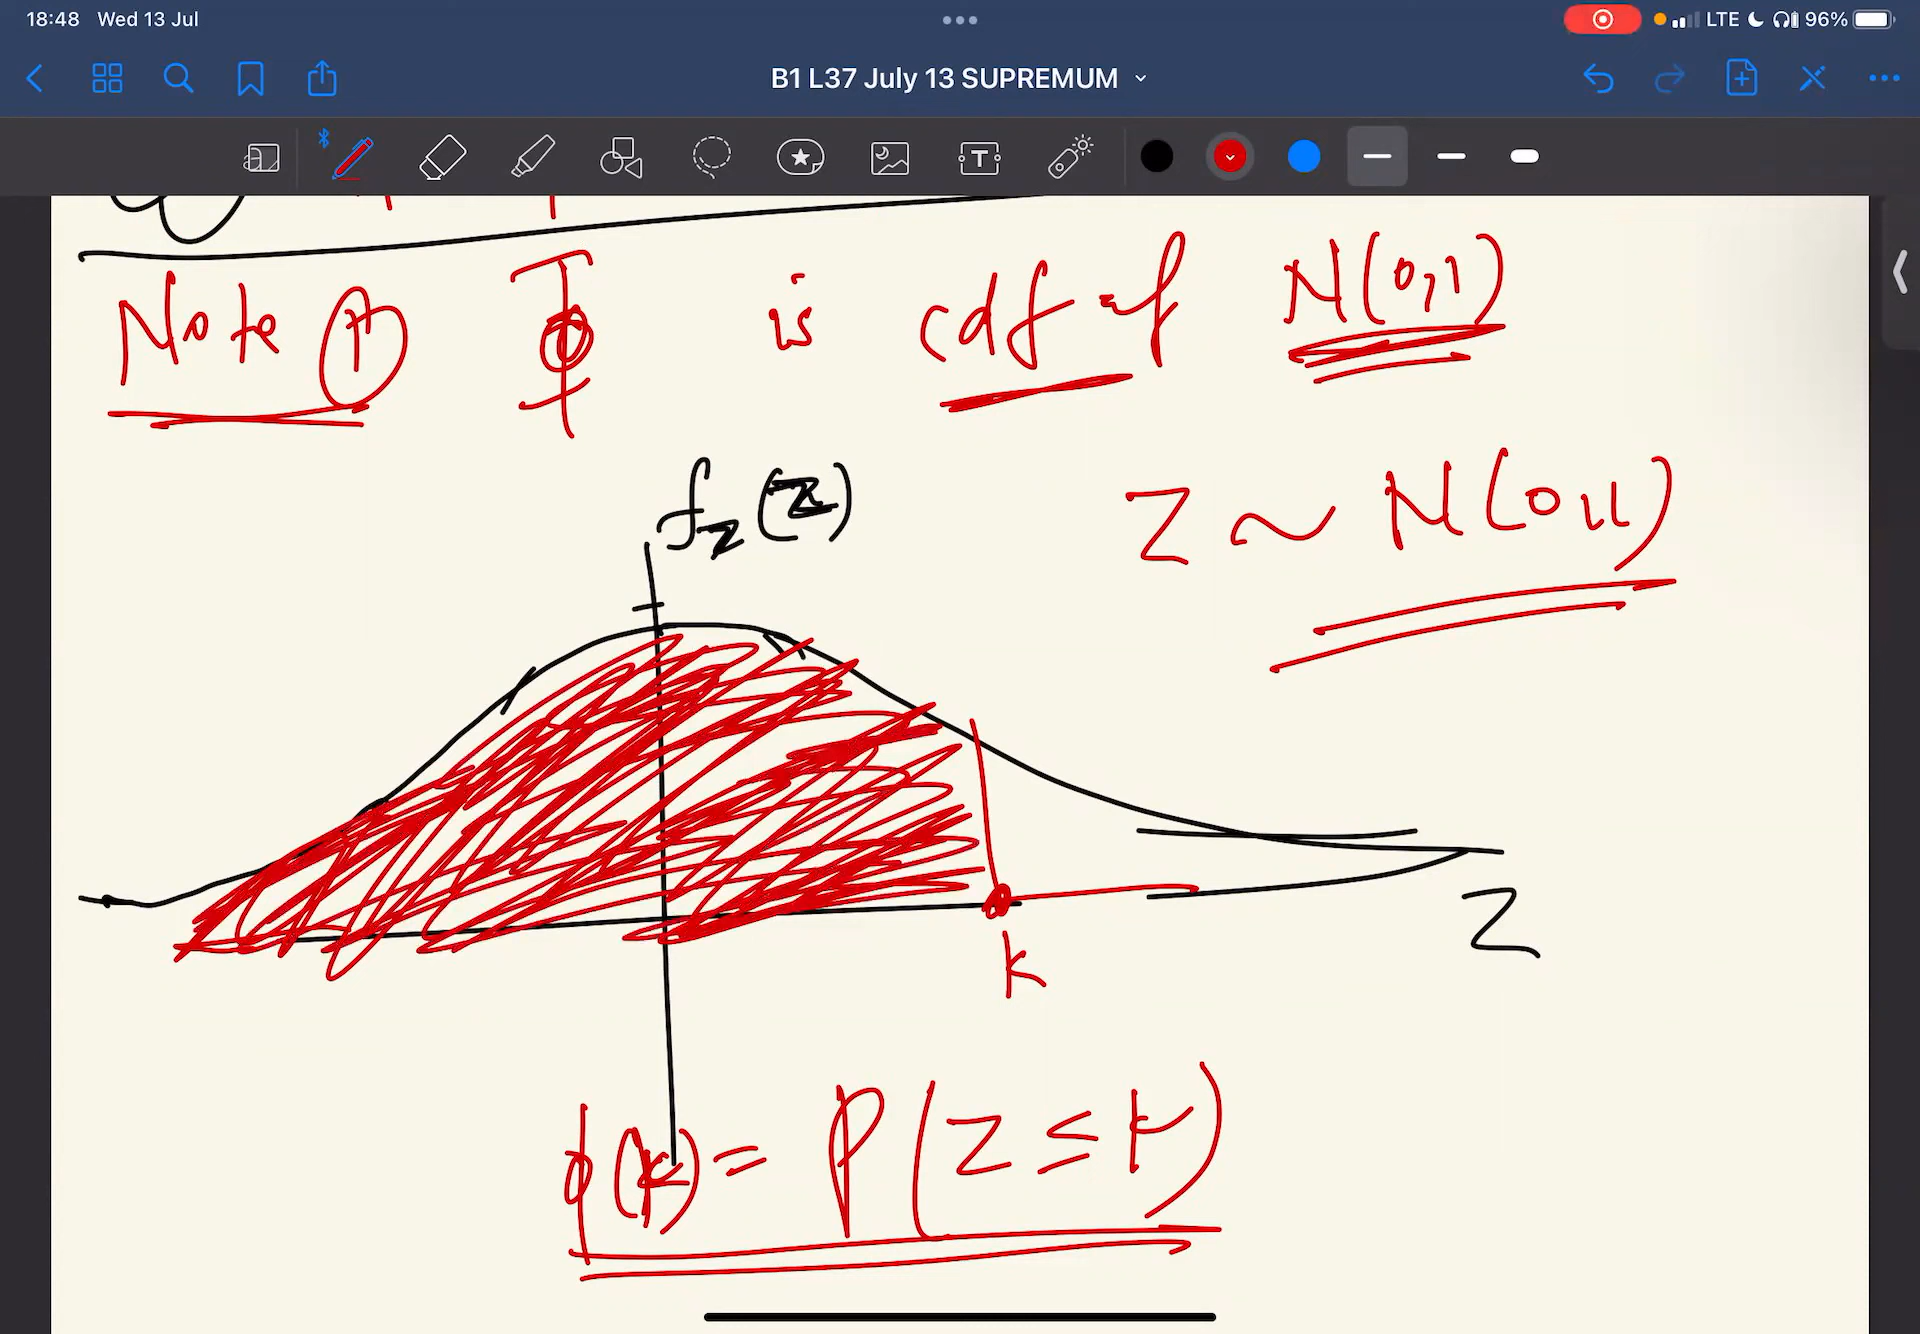 18:48 Wed 13 Jul
LTE 96%
B1 L37 July 13 SUPREMUM
T
Note Φ is cdf of N(0,1)
f_Z(z)
Z ~ N(0,1)
Z
k
ϕ(k) = P(Z ≤ k)